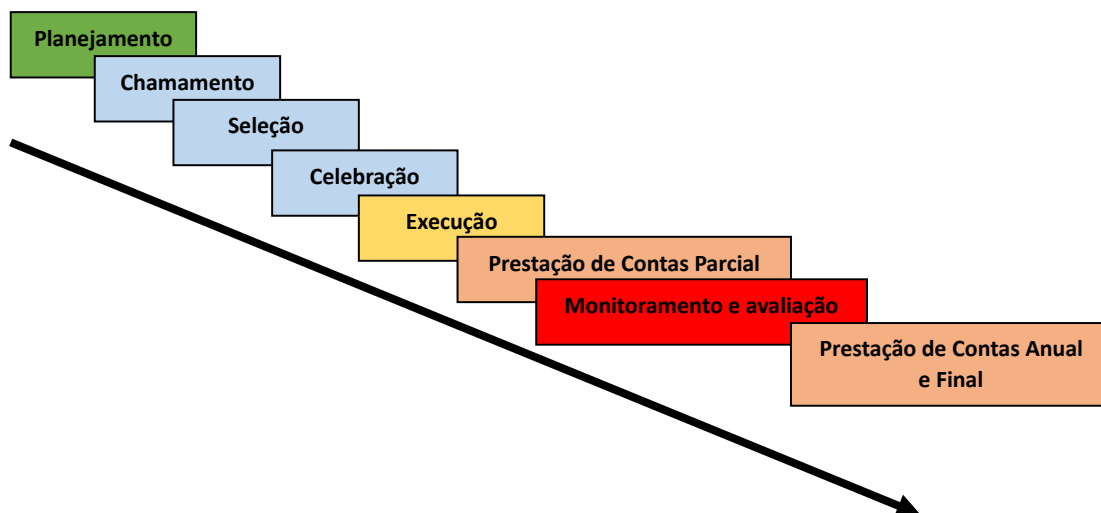 Planejamento
Chamamento
Seleção
Celebração
Execução
Prestação de Contas Parcial
Monitoramento e avaliação
Prestação de Contas Anual
e Final